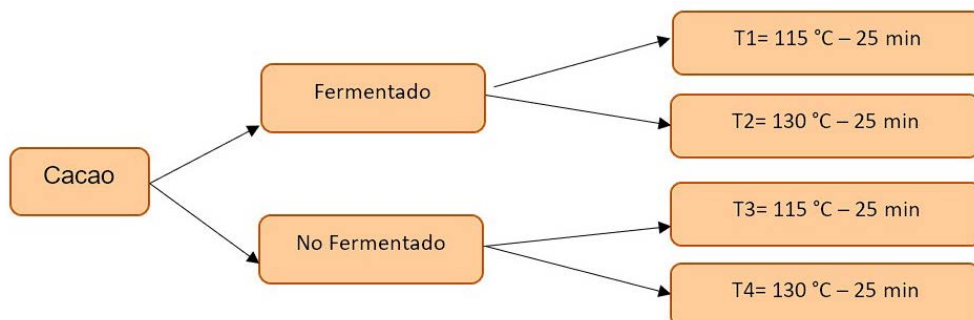 Cacao
Fermentado
T1= 115 °C – 25 min
T2= 130 °C – 25 min
No Fermentado
T3= 115 °C – 25 min
T4= 130 °C – 25 min